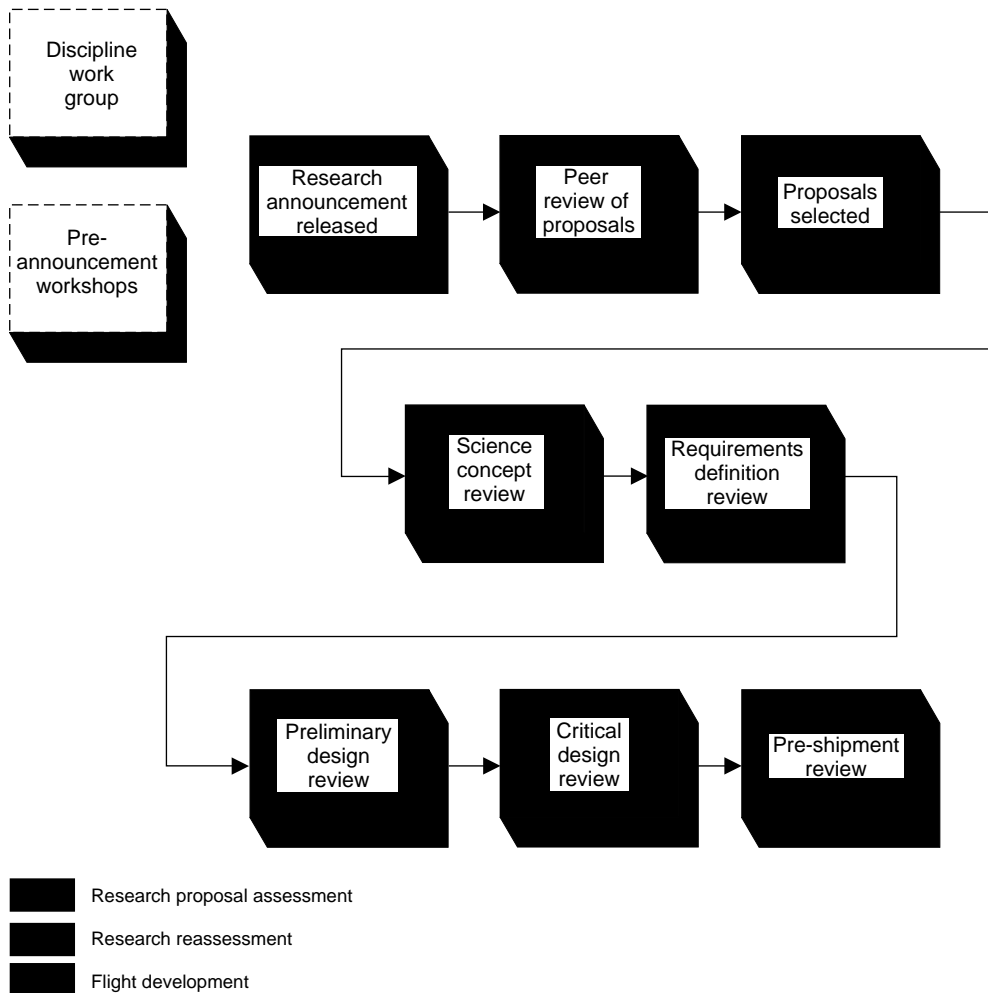 Discipline
work
group
Pre-
announcement
workshops
Research
announcement
released
Peer
review of
proposals
Proposals
selected
Science
concept
review
Requirements
definition
review
Preliminary
design
review
Critical
design
review
Pre-shipment
review
Research proposal assessment
Research reassessment
Flight development